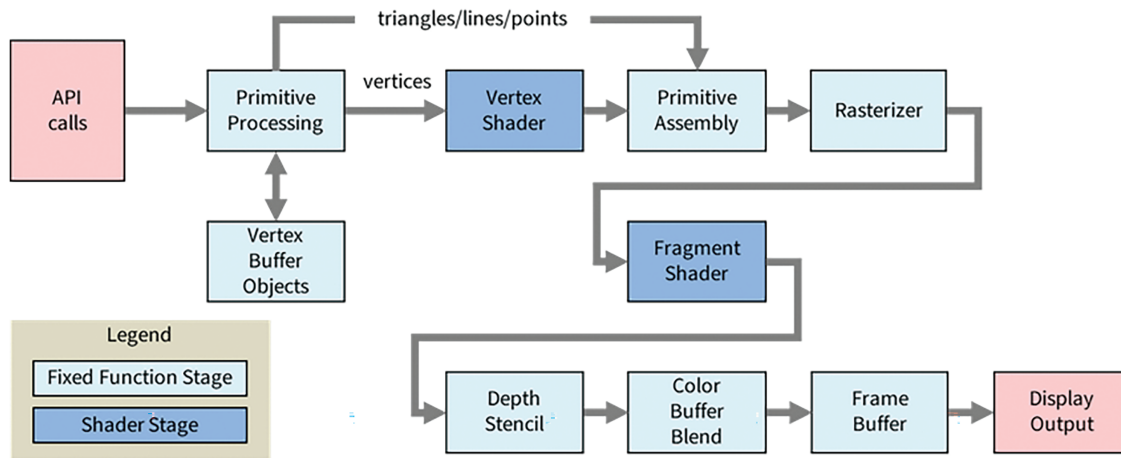 triangles/lines/points
API
calls
Primitive
Processing
vertices
Vertex
Shader
Primitive
Assembly
Rasterizer
Vertex
Buffer
Objects
Fragment
Shader
Legend
Fixed Function Stage
Shader Stage
Depth
Stencil
Color
Buffer
Blend
Frame
Buffer
Display
Output